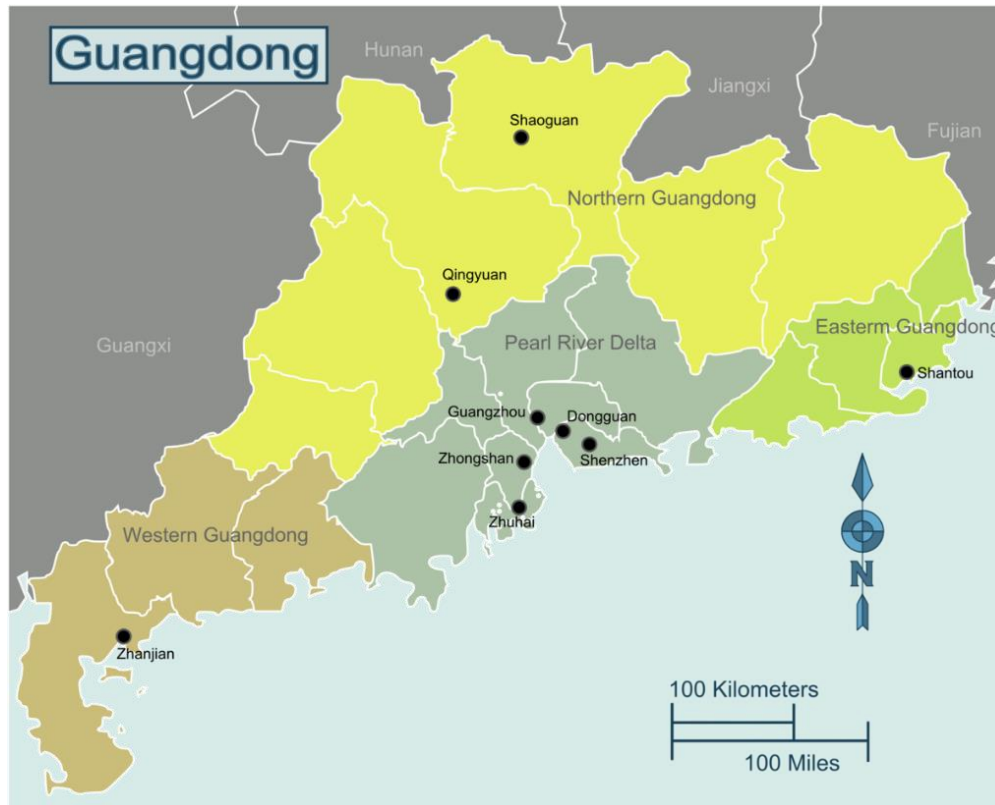 Guangdong
Hunan
Jiangxi
Fujian
Shaoguan
Northern Guangdong
Qingyuan
Guangxi
Pearl River Delta
Eastern Guangdong
Shantou
Guangzhou
Dongguan
Zhongshan
Shenzhen
Zhuhai
Western Guangdong
N
Zhanjian
100 Kilometers
100 Miles